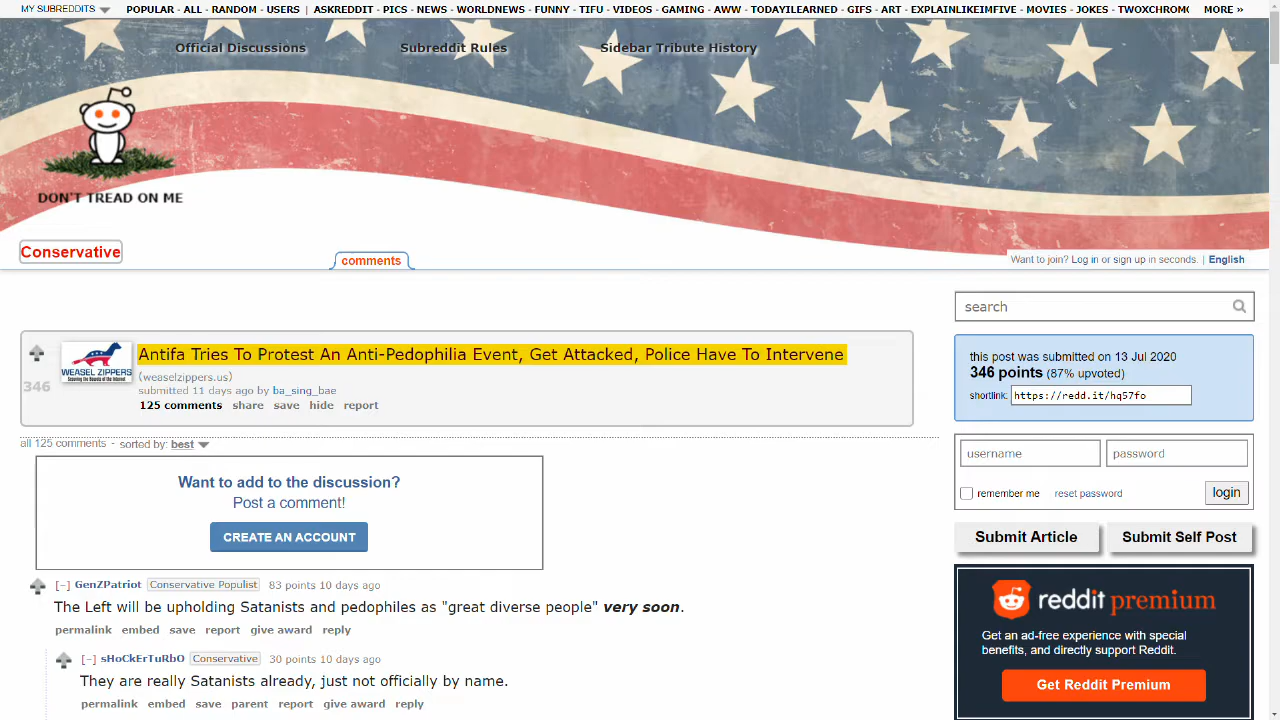 MY SUBREDDITS POPULAR - ALL - RANDOM - USERS | ASKREDDIT - PICS - NEWS - WORLDNEWS - FUNNY - TIFU - VIDEOS - GAMING - AWW - TODAYILEARNED - GIFS - ART - EXPLAINLIKEIMFIVE - MOVIES - JOKES - TWOXCHROMO MORE »
Official Discussions Subreddit Rules Sidebar Tribute History
DON'T TREAD ON ME
Conservative comments Want to join? Log in or sign up in seconds. | English
search
346
WEASEL ZIPPERS
Scouring the Bowels of the Internet
Antifa Tries To Protest An Anti-Pedophilia Event, Get Attacked, Police Have To Intervene
(weaselzippers.us)
submitted 11 days ago by ba_sing_bae
125 comments share save hide report
this post was submitted on 13 Jul 2020
346 points (87% upvoted)
shortlink: https://redd.it/hq57fo
all 125 comments - sorted by: best
username password
remember me reset password login
Want to add to the discussion?
Post a comment!
CREATE AN ACCOUNT
Submit Article Submit Self Post
[–] GenZPatriot Conservative Populist 83 points 10 days ago
The Left will be upholding Satanists and pedophiles as "great diverse people" very soon.
permalink embed save report give award reply
[–] sHoCkErTuRbO Conservative 30 points 10 days ago
They are really Satanists already, just not officially by name.
permalink embed save parent report give award reply
reddit premium
Get an ad-free experience with special
benefits, and directly support Reddit.
Get Reddit Premium